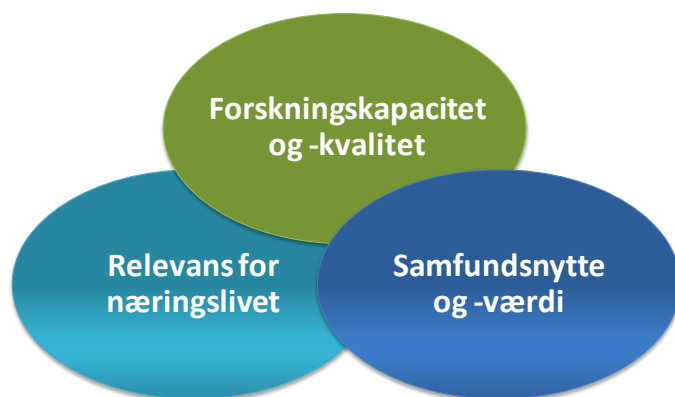 Forskningskapacitet
og -kvalitet
Relevans for
næringslivet
Samfundsnytte
og -værdi